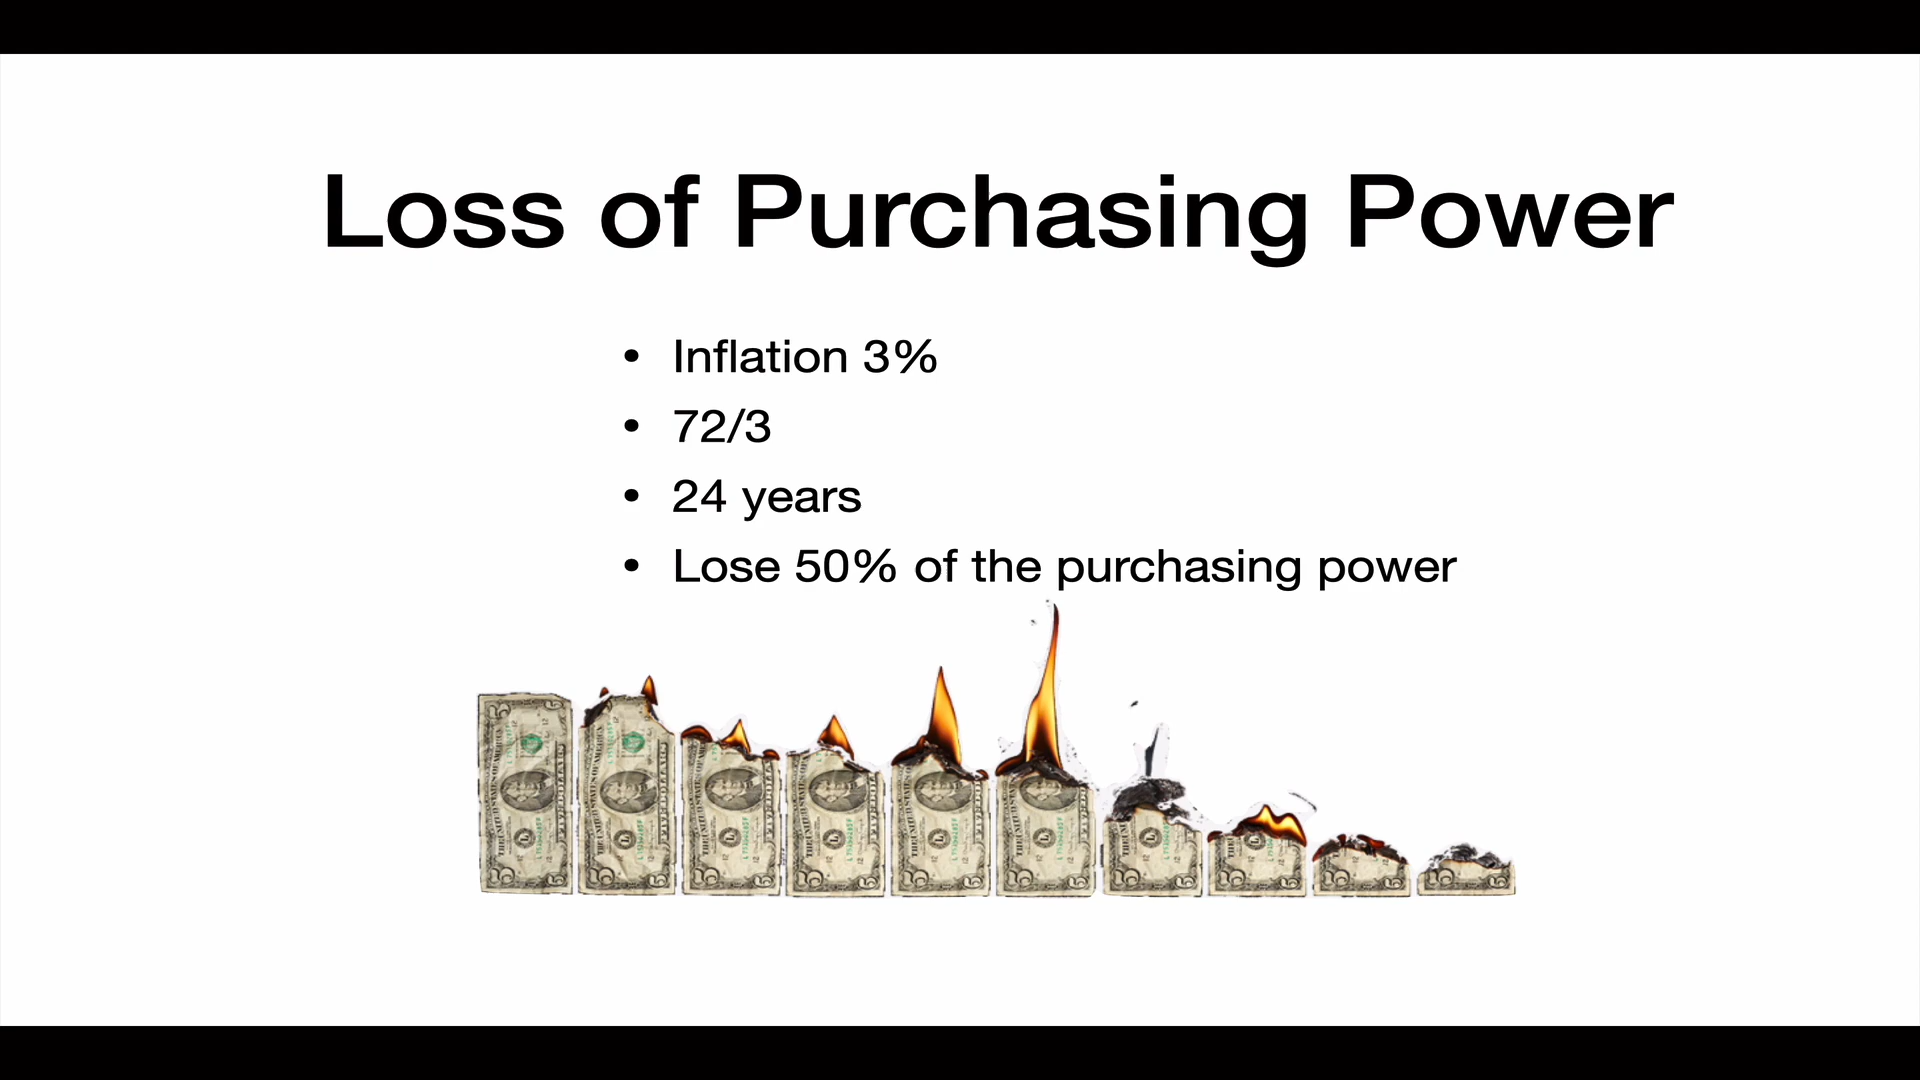 Loss of Purchasing Power
• Inflation 3%
• 72/3
• 24 years
• Lose 50% of the purchasing power